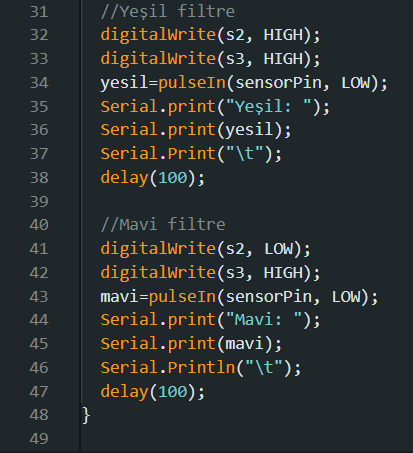 31 //Yeşil filtre
32 digitalWrite(s2, HIGH);
33 digitalWrite(s3, HIGH);
34 yesil=pulseIn(sensorPin, LOW);
35 Serial.print("Yeşil: ");
36 Serial.print(yesil);
37 Serial.Print("\t");
38 delay(100);
39
40 //Mavi filtre
41 digitalWrite(s2, LOW);
42 digitalWrite(s3, HIGH);
43 mavi=pulseIn(sensorPin, LOW);
44 Serial.print("Mavi: ");
45 Serial.print(mavi);
46 Serial.Println("\t");
47 delay(100);
48 }
49